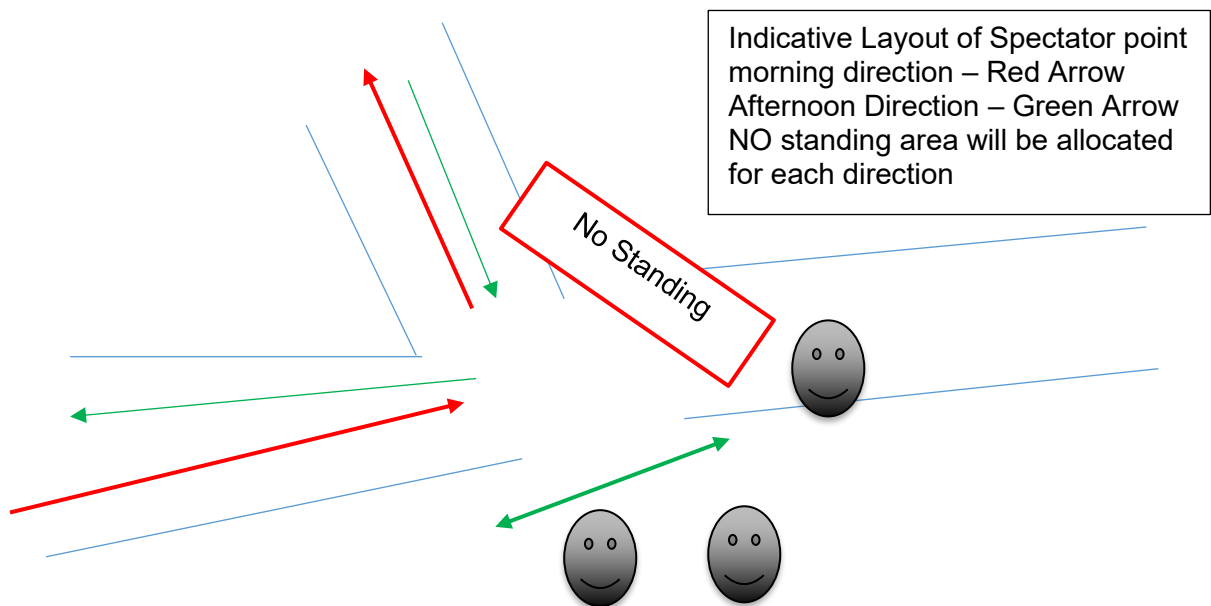 Indicative Layout of Spectator point
morning direction – Red Arrow
Afternoon Direction – Green Arrow
NO standing area will be allocated
for each direction
No Standing